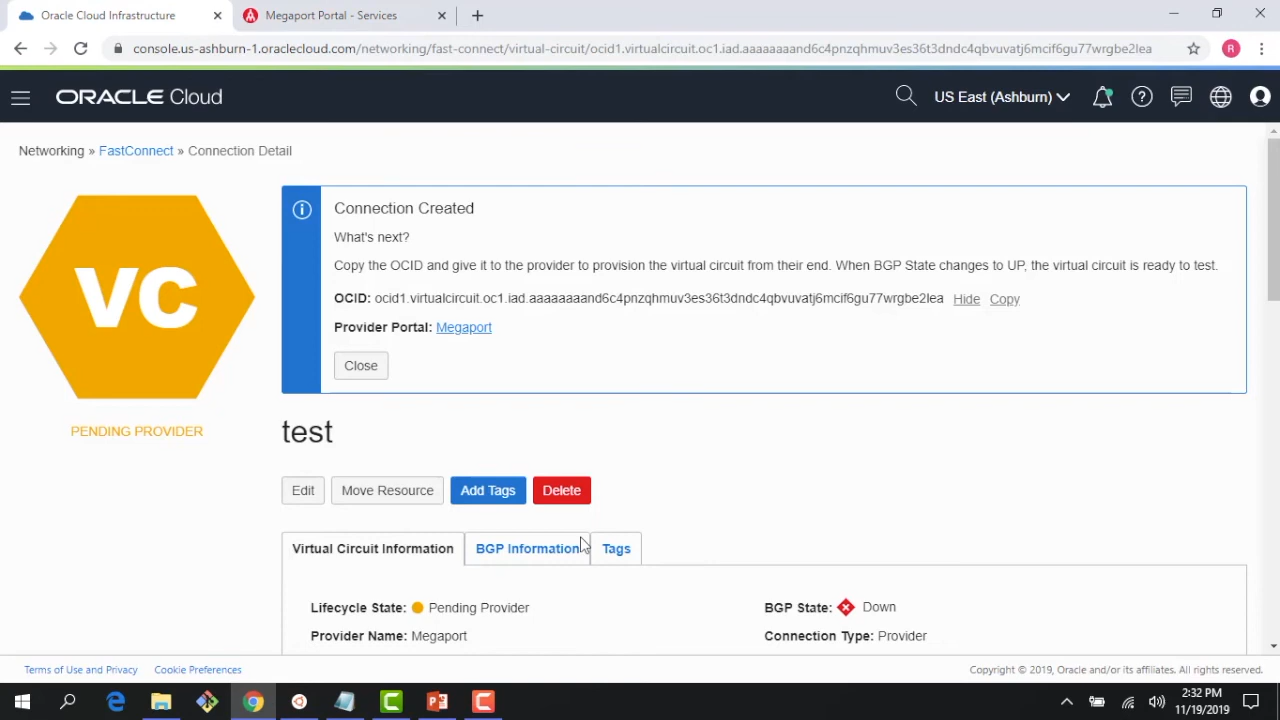 Oracle Cloud Infrastructure
Megaport Portal - Services
console.us-ashburn-1.oraclecloud.com/networking/fast-connect/virtual-circuit/ocid1.virtualcircuit.oc1.iad.aaaaaaaand6c4pnzqhmuv3es36t3dndc4qbvuvatj6mcif6gu77wrgbe2lea
R
ORACLE Cloud
US East (Ashburn)
Networking » FastConnect » Connection Detail
VC
PENDING PROVIDER
Connection Created
What's next?
Copy the OCID and give it to the provider to provision the virtual circuit from their end. When BGP State changes to UP, the virtual circuit is ready to test.
OCID: ocid1.virtualcircuit.oc1.iad.aaaaaaaand6c4pnzqhmuv3es36t3dndc4qbvuvatj6mcif6gu77wrgbe2lea Hide Copy
Provider Portal: Megaport
Close
test
Edit Move Resource Add Tags Delete
Virtual Circuit Information BGP Information Tags
Lifecycle State: Pending Provider BGP State: Down
Provider Name: Megaport Connection Type: Provider
Terms of Use and Privacy Cookie Preferences Copyright © 2019, Oracle and/or its affiliates. All rights reserved.
2:32 PM
11/19/2019